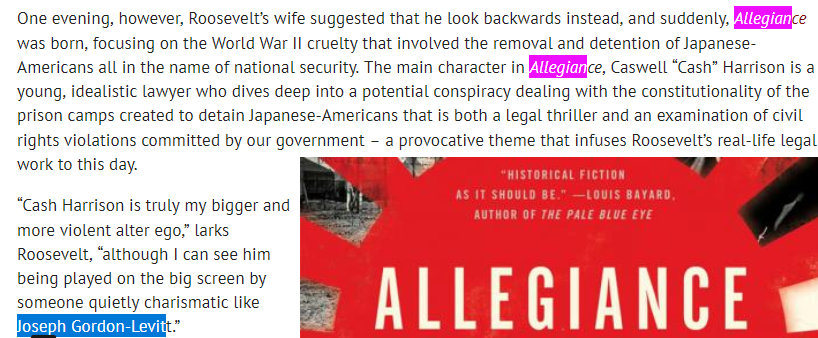 One evening, however, Roosevelt’s wife suggested that he look backwards instead, and suddenly, Allegiance
was born, focusing on the World War II cruelty that involved the removal and detention of Japanese-
Americans all in the name of national security. The main character in Allegiance, Caswell “Cash” Harrison is a
young, idealistic lawyer who dives deep into a potential conspiracy dealing with the constitutionality of the
prison camps created to detain Japanese-Americans that is both a legal thriller and an examination of civil
rights violations committed by our government – a provocative theme that infuses Roosevelt’s real-life legal
work to this day.
“Cash Harrison is truly my bigger and
more violent alter ego,” larks
Roosevelt, “although I can see him
being played on the big screen by
someone quietly charismatic like
Joseph Gordon-Levitt.”
“HISTORICAL FICTION
AS IT SHOULD BE.” —LOUIS BAYARD,
AUTHOR OF THE PALE BLUE EYE
ALLEGIANCE